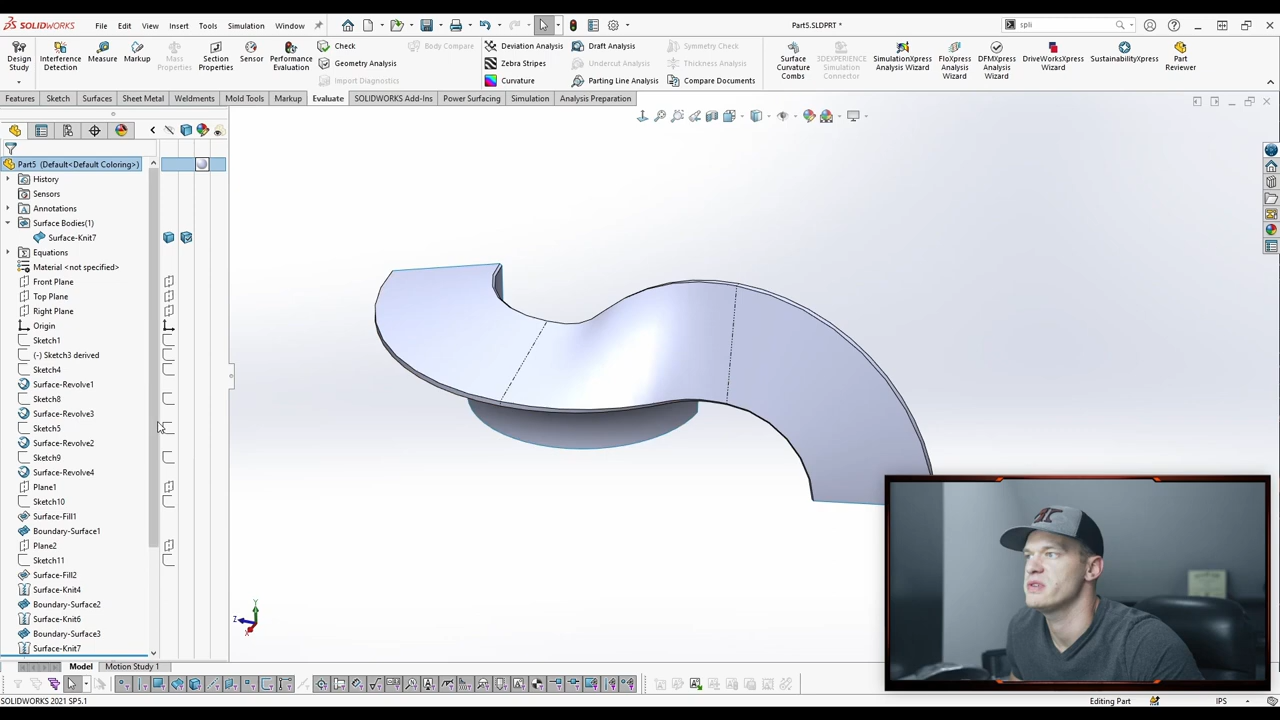 SOLIDWORKS File Edit View Insert Tools Simulation Window Part5.SLDPRT * spli
Design Study Interference Detection Measure Markup Mass Properties Section Properties Sensor Performance Evaluation
Check Body Compare Deviation Analysis Draft Analysis Symmetry Check
Geometry Analysis Zebra Stripes Undercut Analysis Thickness Analysis
Import Diagnostics Curvature Parting Line Analysis Compare Documents
Surface Curvature Combs 3DEXPERIENCE Simulation Connector SimulationXpress Analysis Wizard FloXpress Analysis Wizard DFMXpress Analysis Wizard DriveWorksXpress Wizard SustainabilityXpress Part Reviewer
Features Sketch Surfaces Sheet Metal Weldments Mold Tools Markup Evaluate SOLIDWORKS Add-Ins Power Surfacing Simulation Analysis Preparation
Part5 (Default<Default Coloring>)
History
Sensors
Annotations
Surface Bodies(1)
Surface-Knit7
Equations
Material <not specified>
Front Plane
Top Plane
Right Plane
Origin
Sketch1
(-) Sketch3 derived
Sketch4
Surface-Revolve1
Sketch8
Surface-Revolve3
Sketch5
Surface-Revolve2
Sketch9
Surface-Revolve4
Plane1
Sketch10
Surface-Fill1
Boundary-Surface1
Plane2
Sketch11
Surface-Fill2
Surface-Knit4
Boundary-Surface2
Surface-Knit6
Boundary-Surface3
Surface-Knit7
Y
Z
X
Model Motion Study 1
SOLIDWORKS 2021 SP5.1 Editing Part IPS